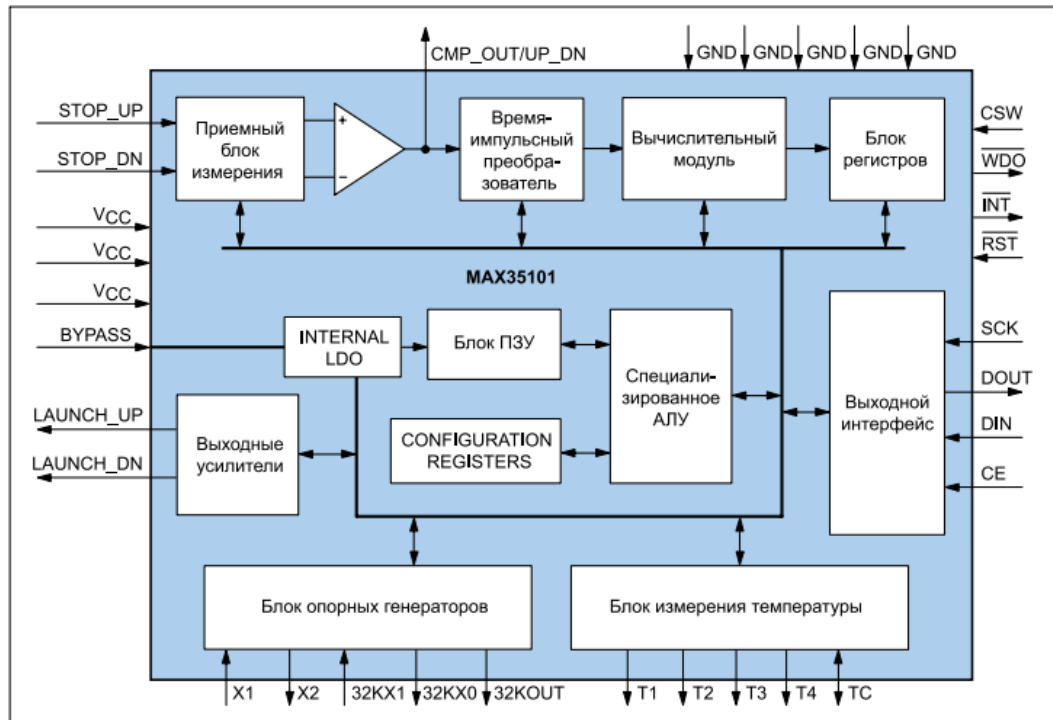 CMP_OUT/UP_DN
GND
GND
GND
GND
GND
STOP_UP
STOP_DN
VCC
VCC
VCC
BYPASS
LAUNCH_UP
LAUNCH_DN
Приемный
блок
измерения
+
−
Время-
импульсный
преобра-
зователь
Вычислительный
модуль
Блок
регистров
CSW
WDO
INT
RST
MAX35101
INTERNAL
LDO
Блок ПЗУ
Специали-
зированное
АЛУ
CONFIGURATION
REGISTERS
Выходные
усилители
Выходной
интерфейс
SCK
DOUT
DIN
CE
Блок опорных генераторов
Блок измерения температуры
X1
X2
32KX1
32KX0
32KOUT
T1
T2
T3
T4
TC